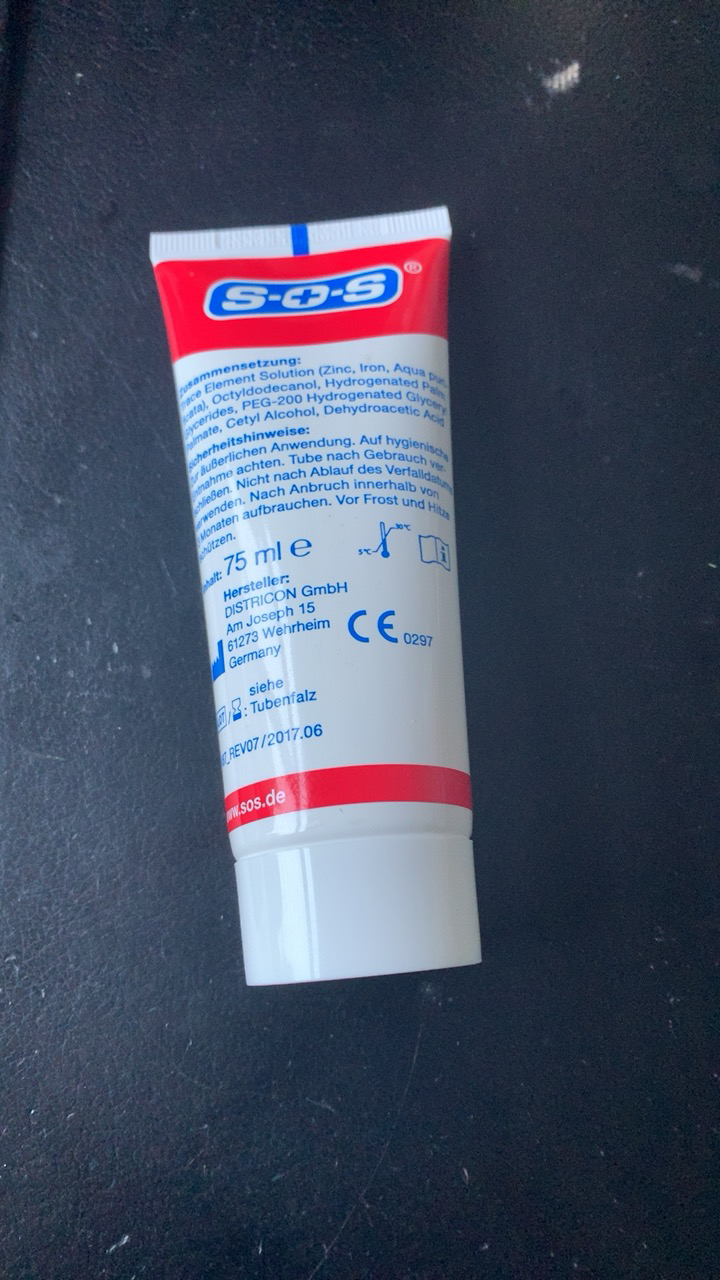 S-O-S®
Zusammensetzung:
Trace Element Solution (Zinc, Iron, Aqua
Octyldodecanol, Hydrogenated Palm
Glycerides, PEG-200 Hydrogenated Glyceryl
Palmate, Cetyl Alcohol, Dehydroacetic Acid
Sicherheitshinweise:
Zur äußerlichen Anwendung. Auf hygienische
Entnahme achten. Tube nach Gebrauch ver-
schließen. Nicht nach Ablauf des Verfalldatums
verwenden. Nach Anbruch innerhalb von
Monaten aufbrauchen. Vor Frost und Hitze
schützen.
Inhalt: 75 ml e
5°C 30°C
Hersteller:
DISTRICON GmbH
Am Joseph 15
61273 Wehrheim
Germany
CE 0297
LOT / : siehe
Tubenfalz
REV07/2017.06
www.sos.de